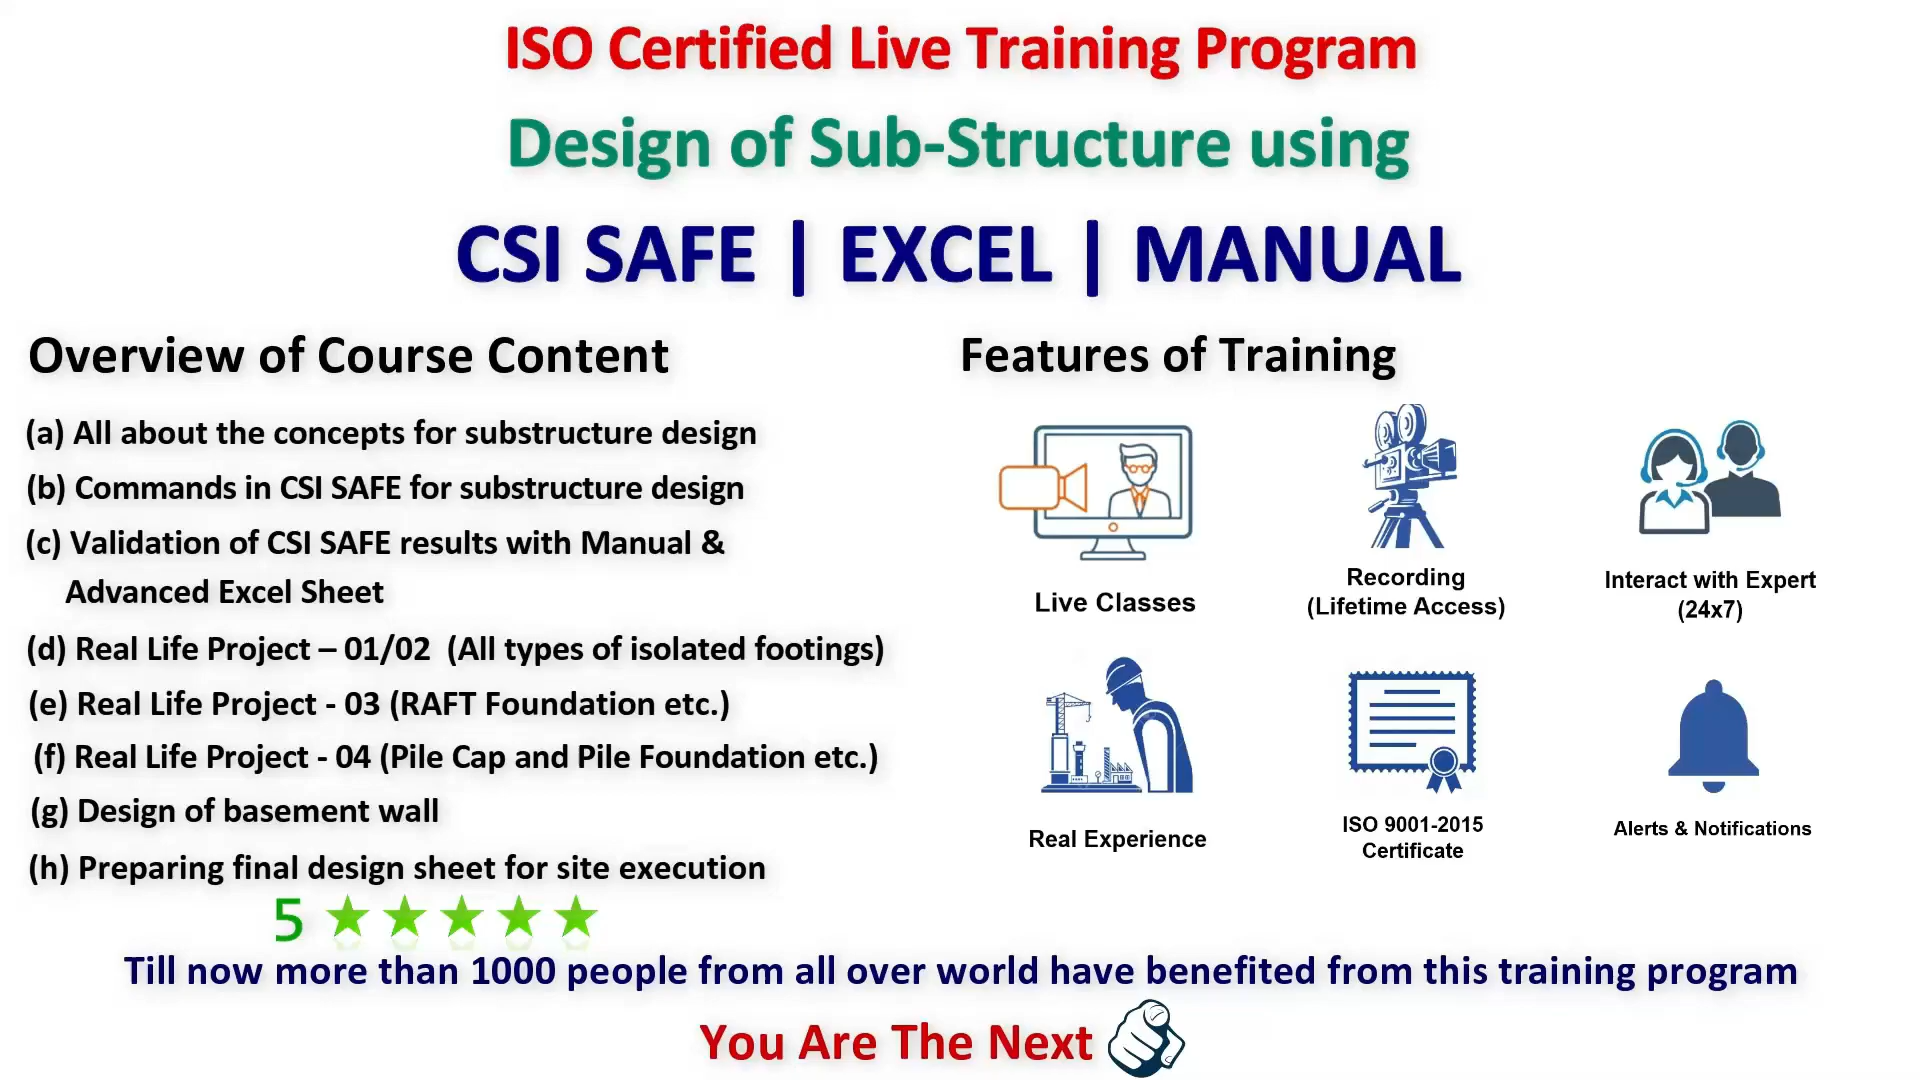 ISO Certified Live Training Program
Design of Sub-Structure using
CSI SAFE | EXCEL | MANUAL
Overview of Course Content
(a) All about the concepts for substructure design
(b) Commands in CSI SAFE for substructure design
(c) Validation of CSI SAFE results with Manual &
Advanced Excel Sheet
(d) Real Life Project – 01/02 (All types of isolated footings)
(e) Real Life Project - 03 (RAFT Foundation etc.)
(f) Real Life Project - 04 (Pile Cap and Pile Foundation etc.)
(g) Design of basement wall
(h) Preparing final design sheet for site execution
5
Features of Training
Live Classes
Recording
(Lifetime Access)
Interact with Expert
(24x7)
Real Experience
ISO 9001-2015
Certificate
Alerts & Notifications
Till now more than 1000 people from all over world have benefited from this training program
You Are The Next